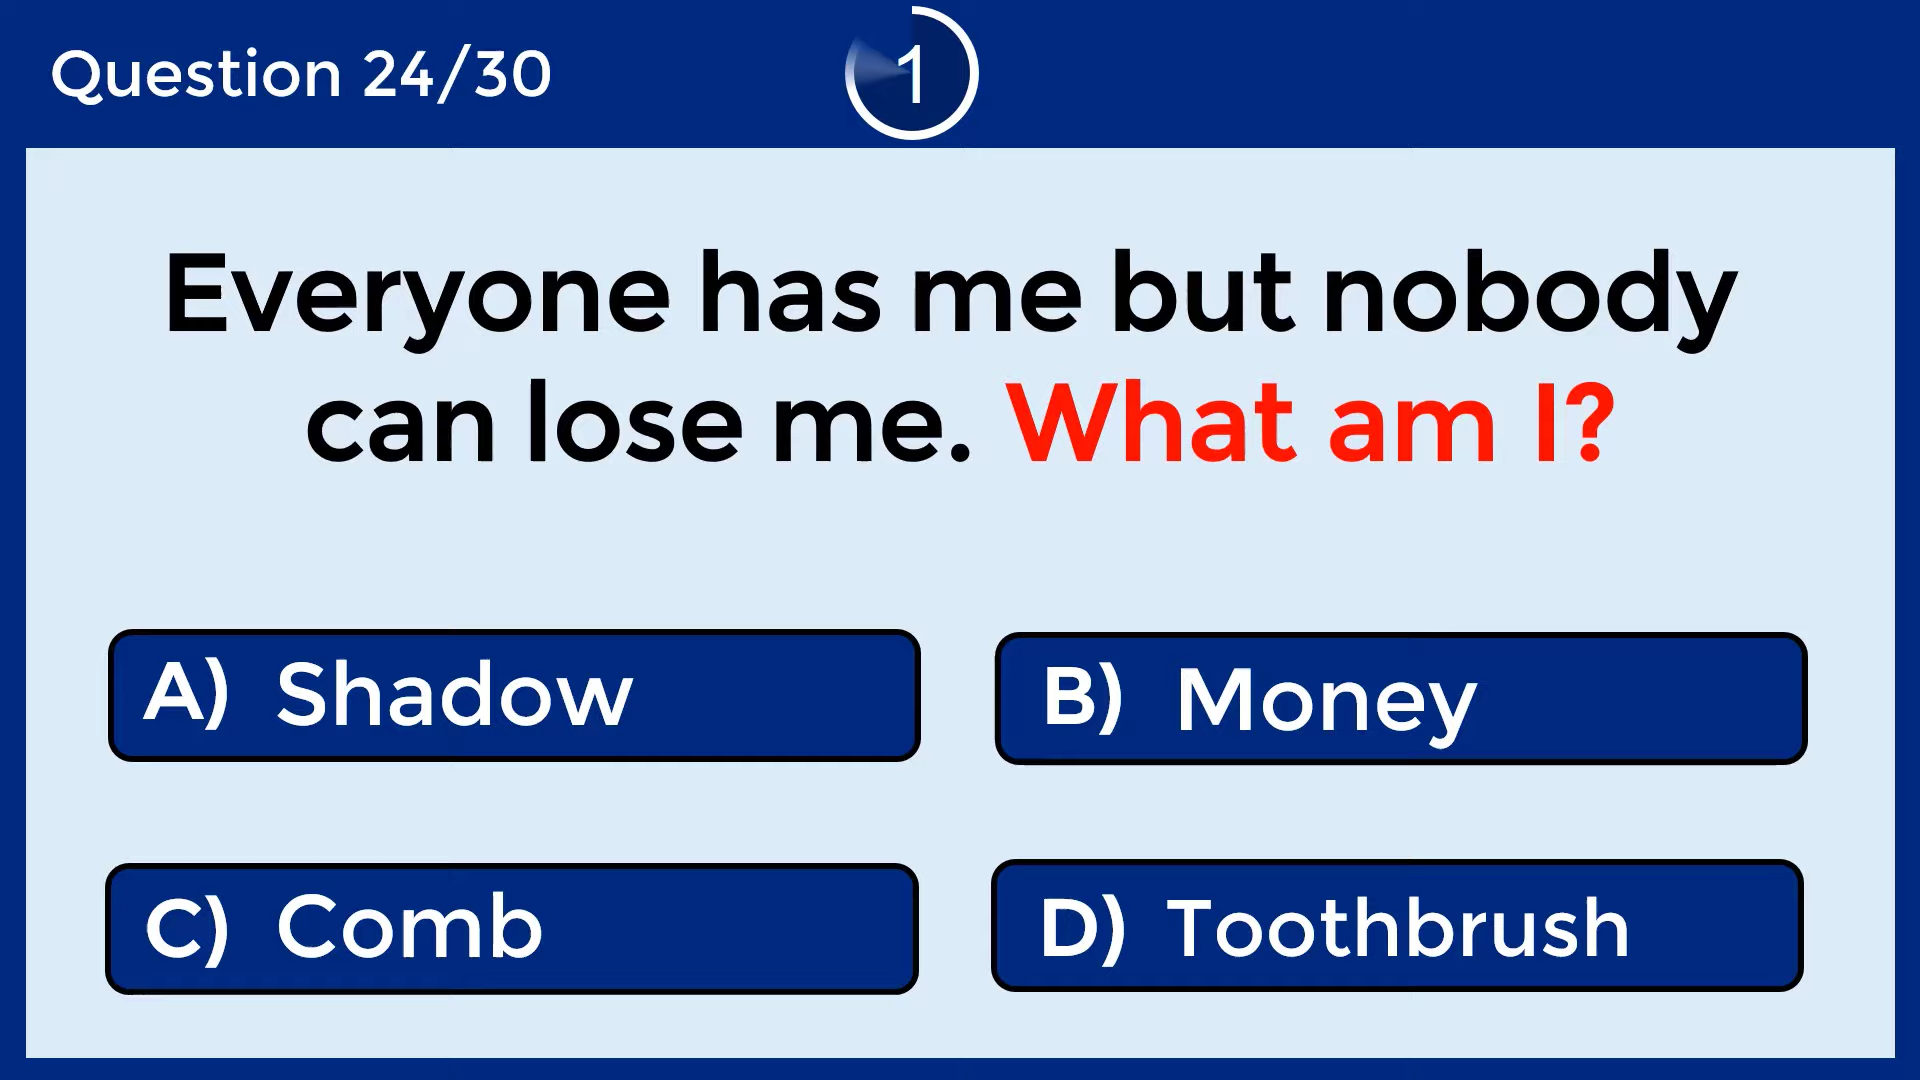 Question 24/30
1
Everyone has me but nobody
can lose me. What am I?
A) Shadow
B) Money
C) Comb
D) Toothbrush